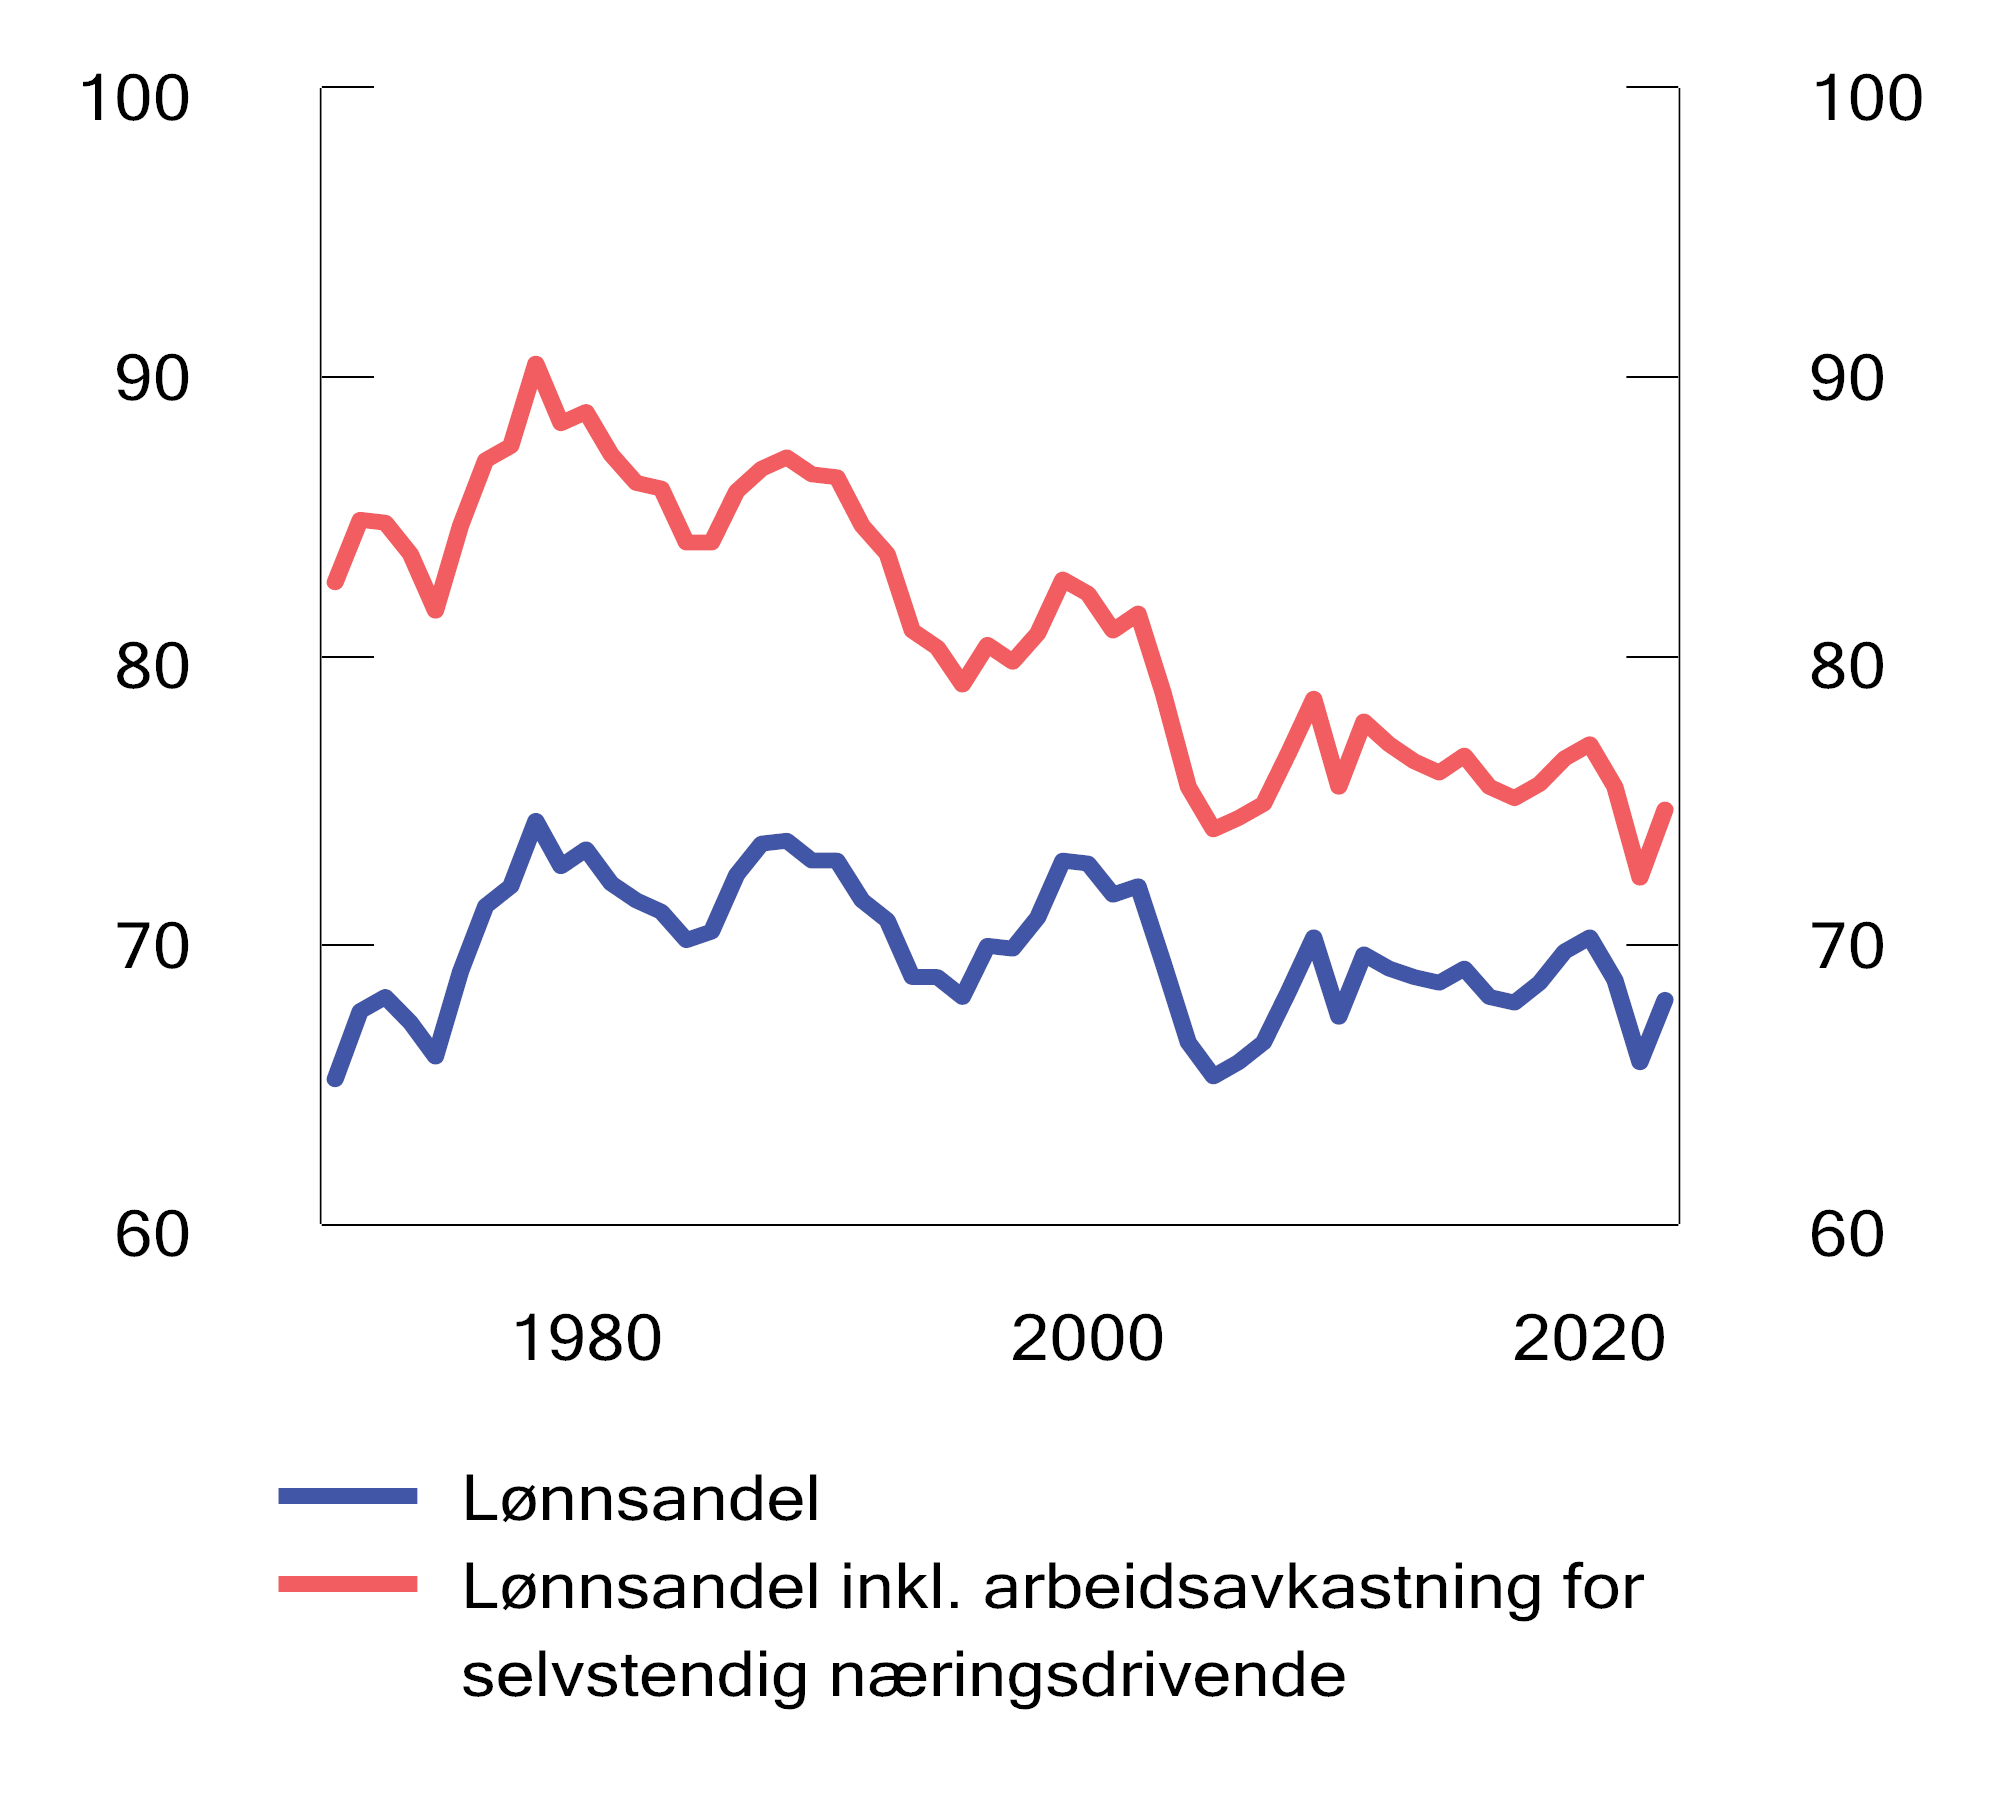 100 100
90 90
80 80
70 70
60 60
1980 2000 2020
Lønnsandel
Lønnsandel inkl. arbeidsavkastning for
selvstendig næringsdrivende